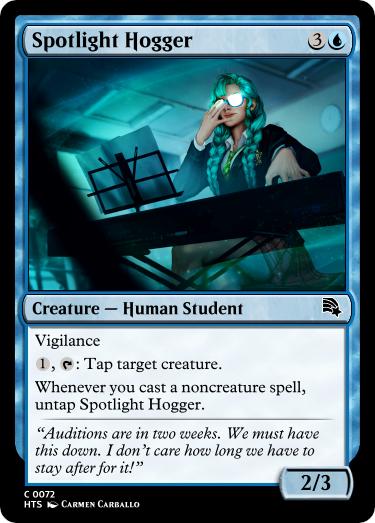 Spotlight Hogger 3
Creature — Human Student
Vigilance
1, : Tap target creature.
Whenever you cast a noncreature spell,
untap Spotlight Hogger.
“Auditions are in two weeks. We must have
this down. I don’t care how long we have to
stay after for it!”
2/3
C 0072
HTS Carmen Carballo